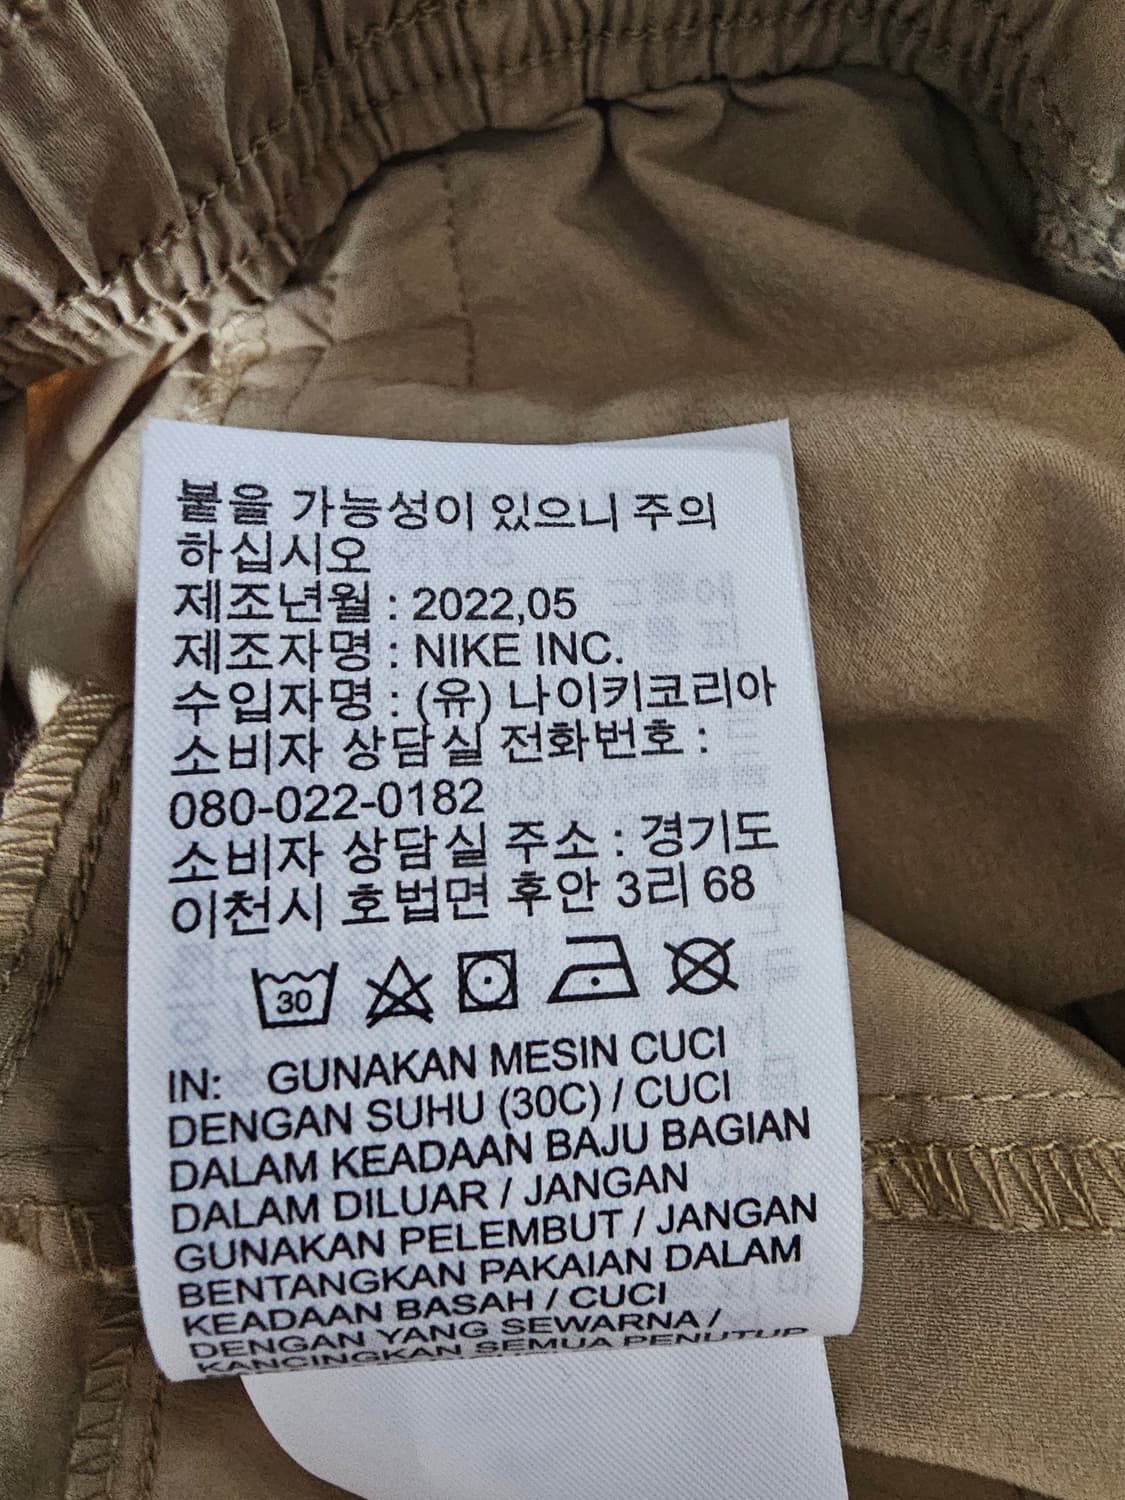 붙을 가능성이 있으니 주의
하십시오
제조년월 : 2022,05
제조자명 : NIKE INC.
수입자명 : (유) 나이키코리아
소비자 상담실 전화번호 :
080-022-0182
소비자 상담실 주소 : 경기도
이천시 호법면 후안 3리 68
30
IN: GUNAKAN MESIN CUCI
DENGAN SUHU (30C) / CUCI
DALAM KEADAAN BAJU BAGIAN
DALAM DILUAR / JANGAN
GUNAKAN PELEMBUT / JANGAN
BENTANGKAN PAKAIAN DALAM
KEADAAN BASAH / CUCI
DENGAN YANG SEWARNA /
KANCINGKAN SEMUA PENUTUP